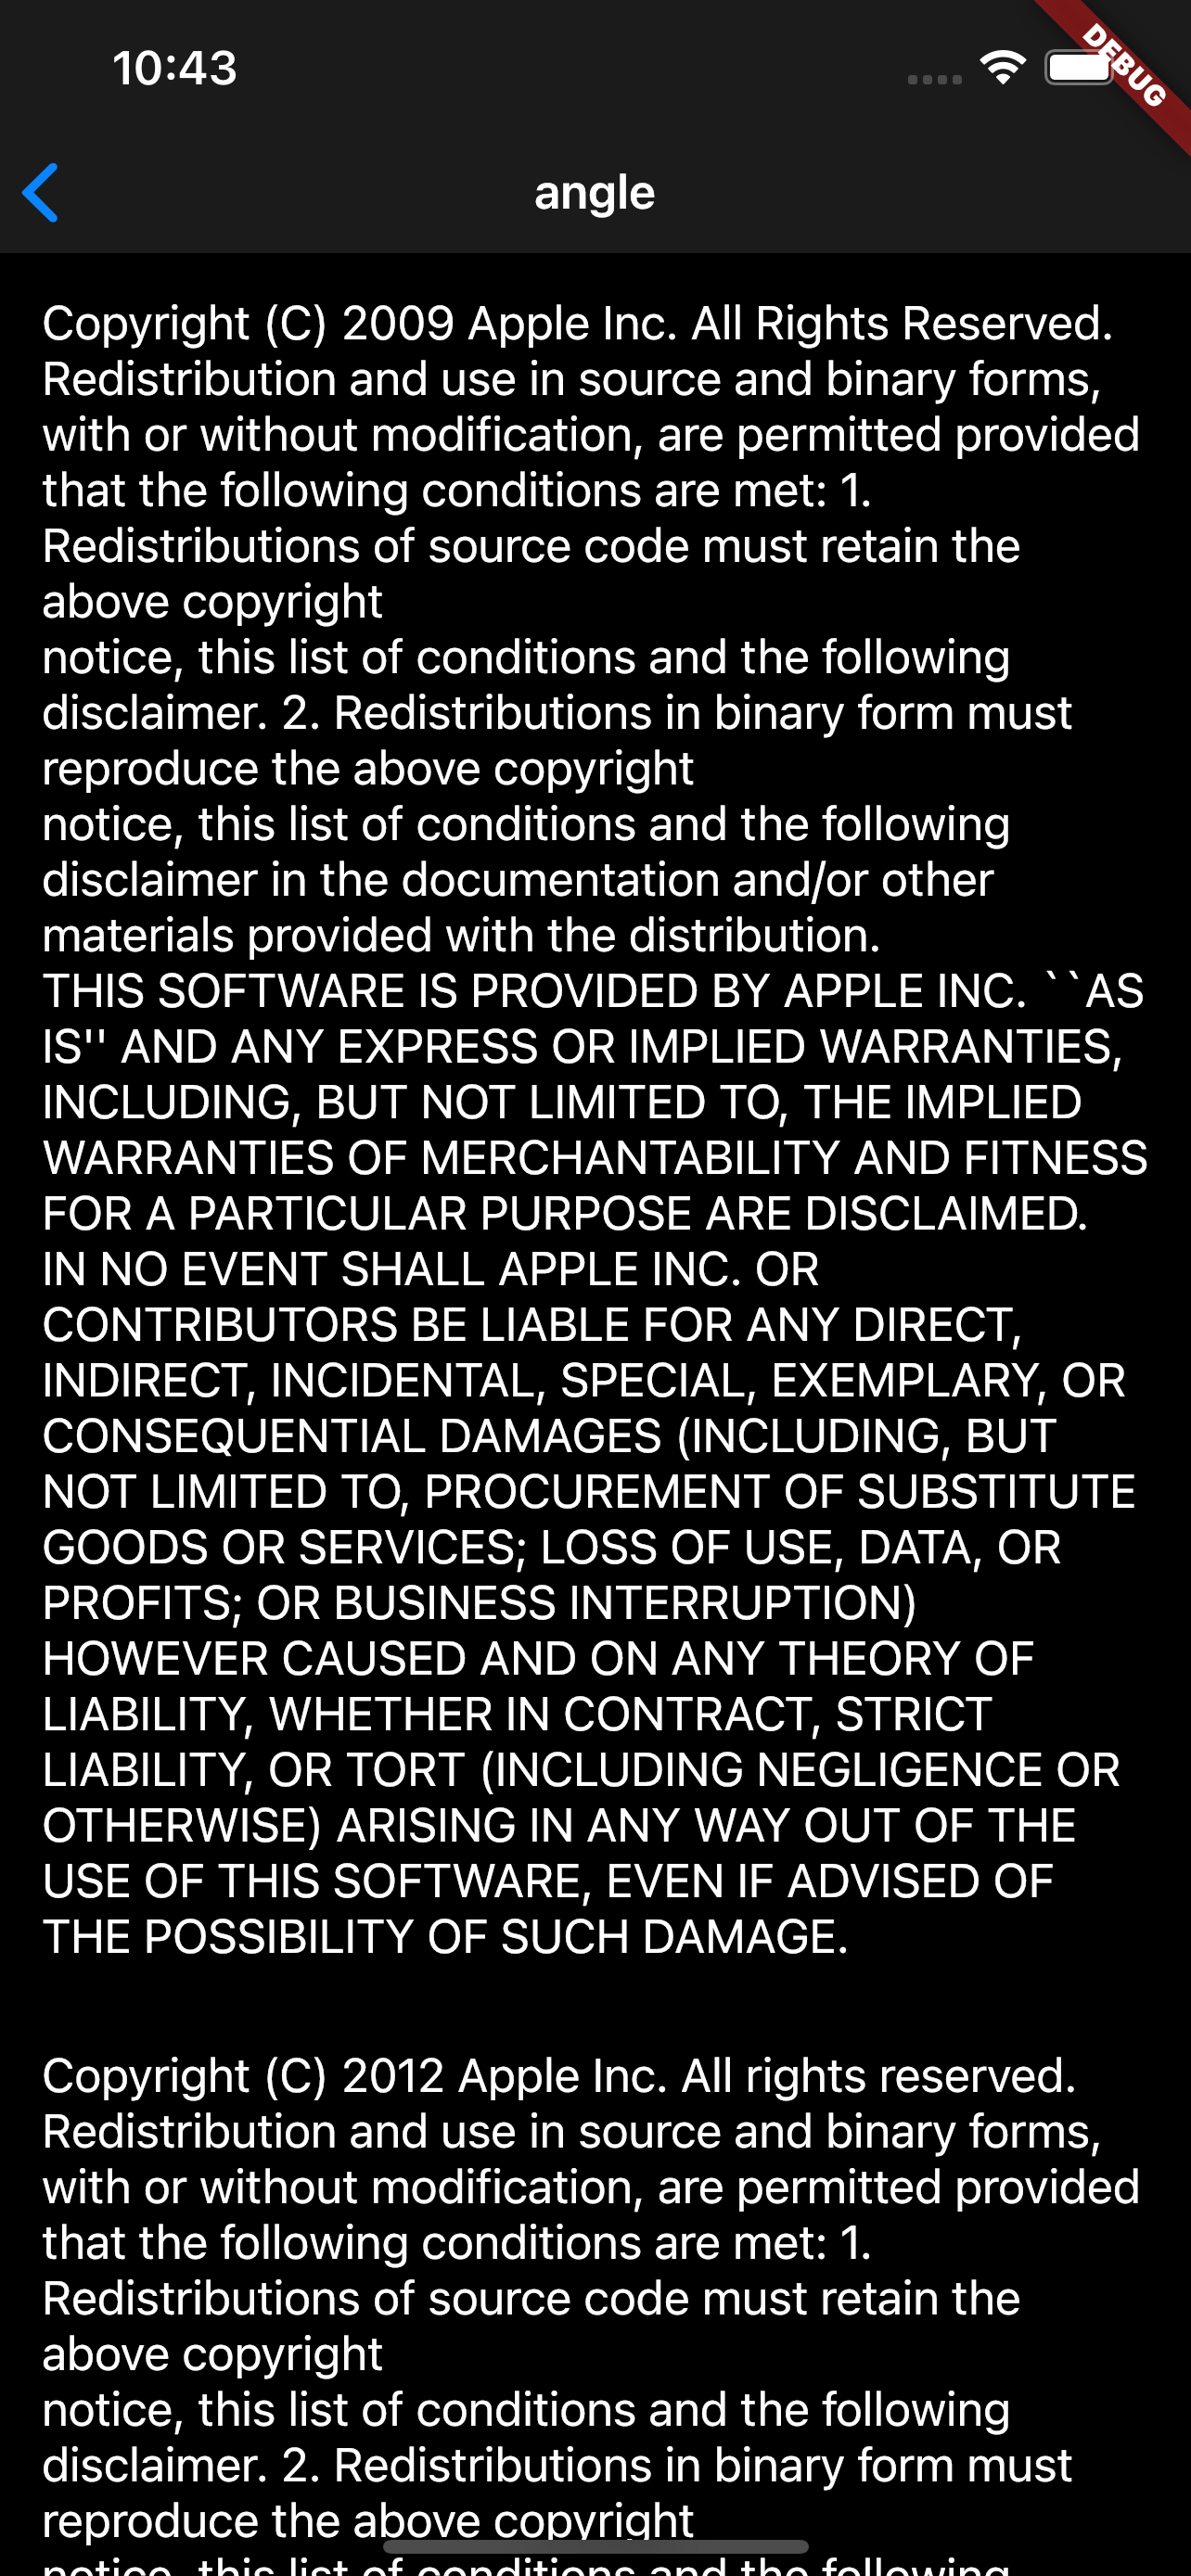 10:43
DEBUG
angle
Copyright (C) 2009 Apple Inc. All Rights Reserved.
Redistribution and use in source and binary forms,
with or without modification, are permitted provided
that the following conditions are met: 1.
Redistributions of source code must retain the
above copyright
notice, this list of conditions and the following
disclaimer. 2. Redistributions in binary form must
reproduce the above copyright
notice, this list of conditions and the following
disclaimer in the documentation and/or other
materials provided with the distribution.
THIS SOFTWARE IS PROVIDED BY APPLE INC. ``AS
IS'' AND ANY EXPRESS OR IMPLIED WARRANTIES,
INCLUDING, BUT NOT LIMITED TO, THE IMPLIED
WARRANTIES OF MERCHANTABILITY AND FITNESS
FOR A PARTICULAR PURPOSE ARE DISCLAIMED.
IN NO EVENT SHALL APPLE INC. OR
CONTRIBUTORS BE LIABLE FOR ANY DIRECT,
INDIRECT, INCIDENTAL, SPECIAL, EXEMPLARY, OR
CONSEQUENTIAL DAMAGES (INCLUDING, BUT
NOT LIMITED TO, PROCUREMENT OF SUBSTITUTE
GOODS OR SERVICES; LOSS OF USE, DATA, OR
PROFITS; OR BUSINESS INTERRUPTION)
HOWEVER CAUSED AND ON ANY THEORY OF
LIABILITY, WHETHER IN CONTRACT, STRICT
LIABILITY, OR TORT (INCLUDING NEGLIGENCE OR
OTHERWISE) ARISING IN ANY WAY OUT OF THE
USE OF THIS SOFTWARE, EVEN IF ADVISED OF
THE POSSIBILITY OF SUCH DAMAGE.
Copyright (C) 2012 Apple Inc. All rights reserved.
Redistribution and use in source and binary forms,
with or without modification, are permitted provided
that the following conditions are met: 1.
Redistributions of source code must retain the
above copyright
notice, this list of conditions and the following
disclaimer. 2. Redistributions in binary form must
reproduce the above copyright
notice, this list of conditions and the following